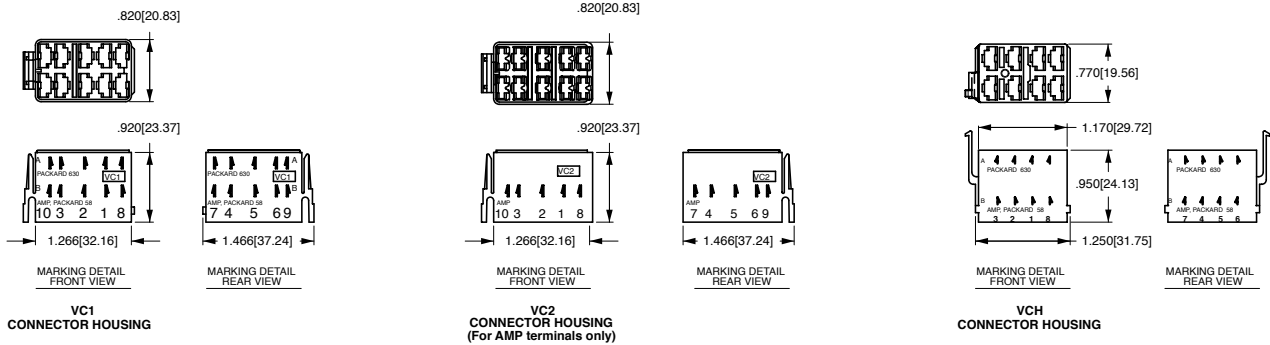 .820[20.83]
.920[23.37]
A
PACKARD 630
VC1
B
AMP, PACKARD 58
10 3 2 1 8
1.266[32.16]
MARKING DETAIL
FRONT VIEW
A
PACKARD 630
VC1
B
AMP, PACKARD 58
7 4 5 6 9
1.466[37.24]
MARKING DETAIL
REAR VIEW
VC1
CONNECTOR HOUSING
.820[20.83]
.920[23.37]
VC2
AMP
10 3 2 1 8
1.266[32.16]
MARKING DETAIL
FRONT VIEW
VC2
AMP
7 4 5 6 9
1.466[37.24]
MARKING DETAIL
REAR VIEW
VC2
CONNECTOR HOUSING
(For AMP terminals only)
.770[19.56]
1.170[29.72]
A
PACKARD 630
B
AMP, PACKARD 58
3 2 1 8
.950[24.13]
1.250[31.75]
MARKING DETAIL
FRONT VIEW
A
PACKARD 630
B
AMP, PACKARD 58
7 4 5 6
MARKING DETAIL
REAR VIEW
VCH
CONNECTOR HOUSING